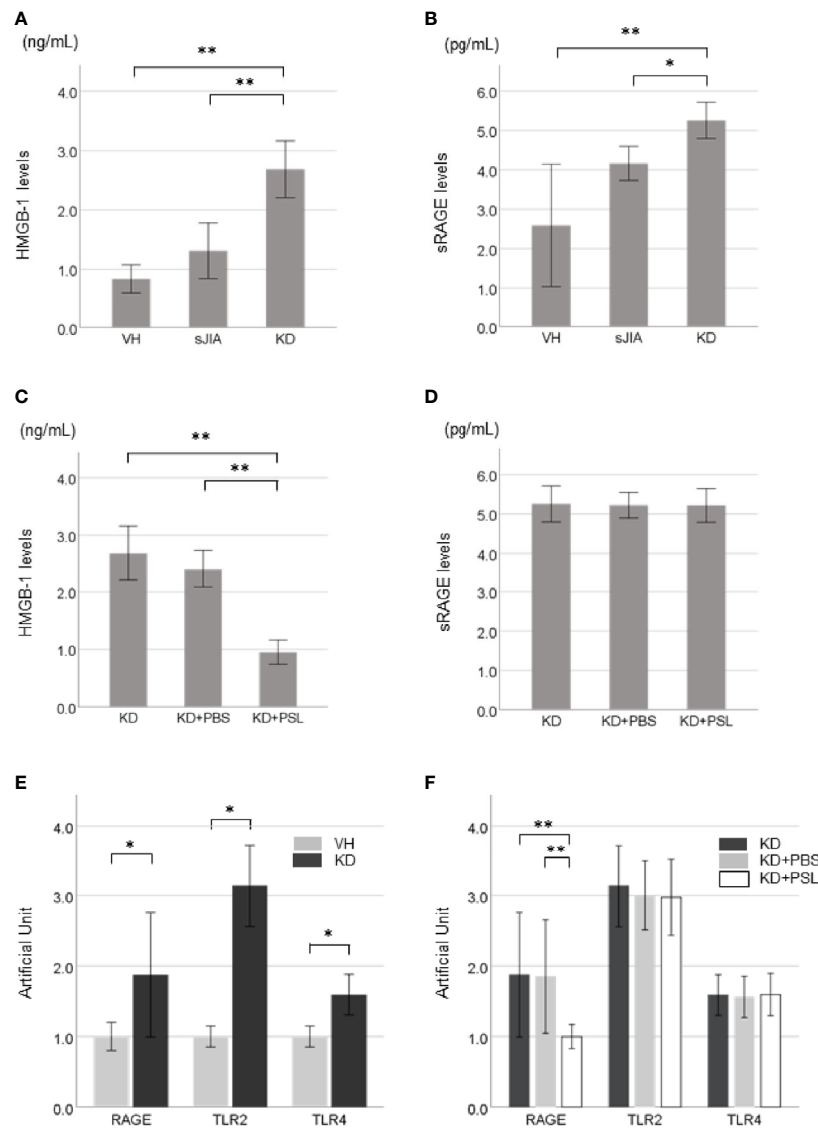 A
(ng/mL)
HMGB-1 levels
4.0
3.0
2.0
1.0
0.0
** 
**
VH sJIA KD
B
(pg/mL)
sRAGE levels
6.0
5.0
4.0
3.0
2.0
1.0
0.0
**
*
VH sJIA KD
C
(ng/mL)
HMGB-1 levels
4.0
3.0
2.0
1.0
0.0
**
**
KD KD+PBS KD+PSL
D
(pg/mL)
sRAGE levels
6.0
5.0
4.0
3.0
2.0
1.0
0.0
KD KD+PBS KD+PSL
E
Artificial Unit
4.0
3.0
2.0
1.0
0.0
*
*
*
VH
KD
RAGE TLR2 TLR4
F
Artificial Unit
4.0
3.0
2.0
1.0
0.0
**
**
KD
KD+PBS
KD+PSL
RAGE TLR2 TLR4